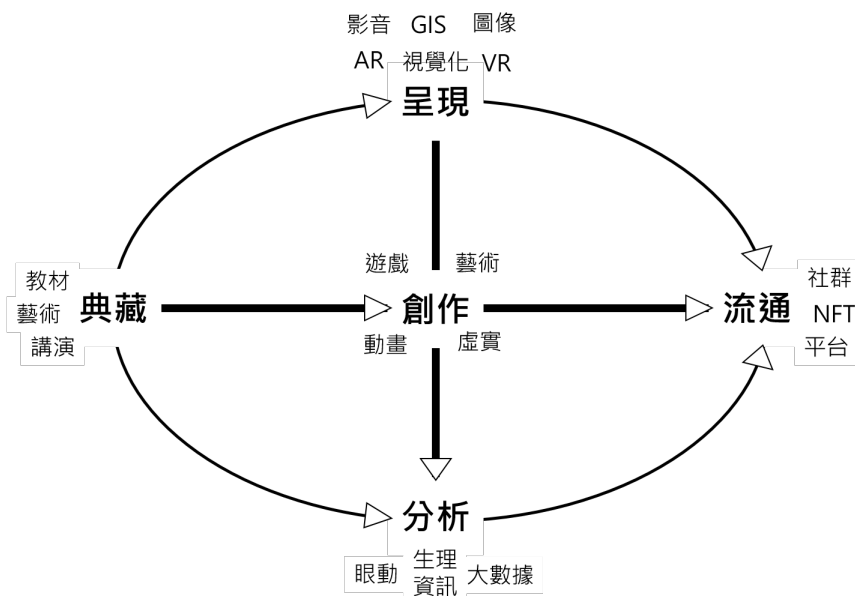 影音 GIS 圖像
AR 視覺化 VR
呈現
遊戲 藝術
教材
藝術 典藏
講演
創作
動畫 虛實
社群
流通 NFT
平台
分析
眼動 生理資訊 大數據